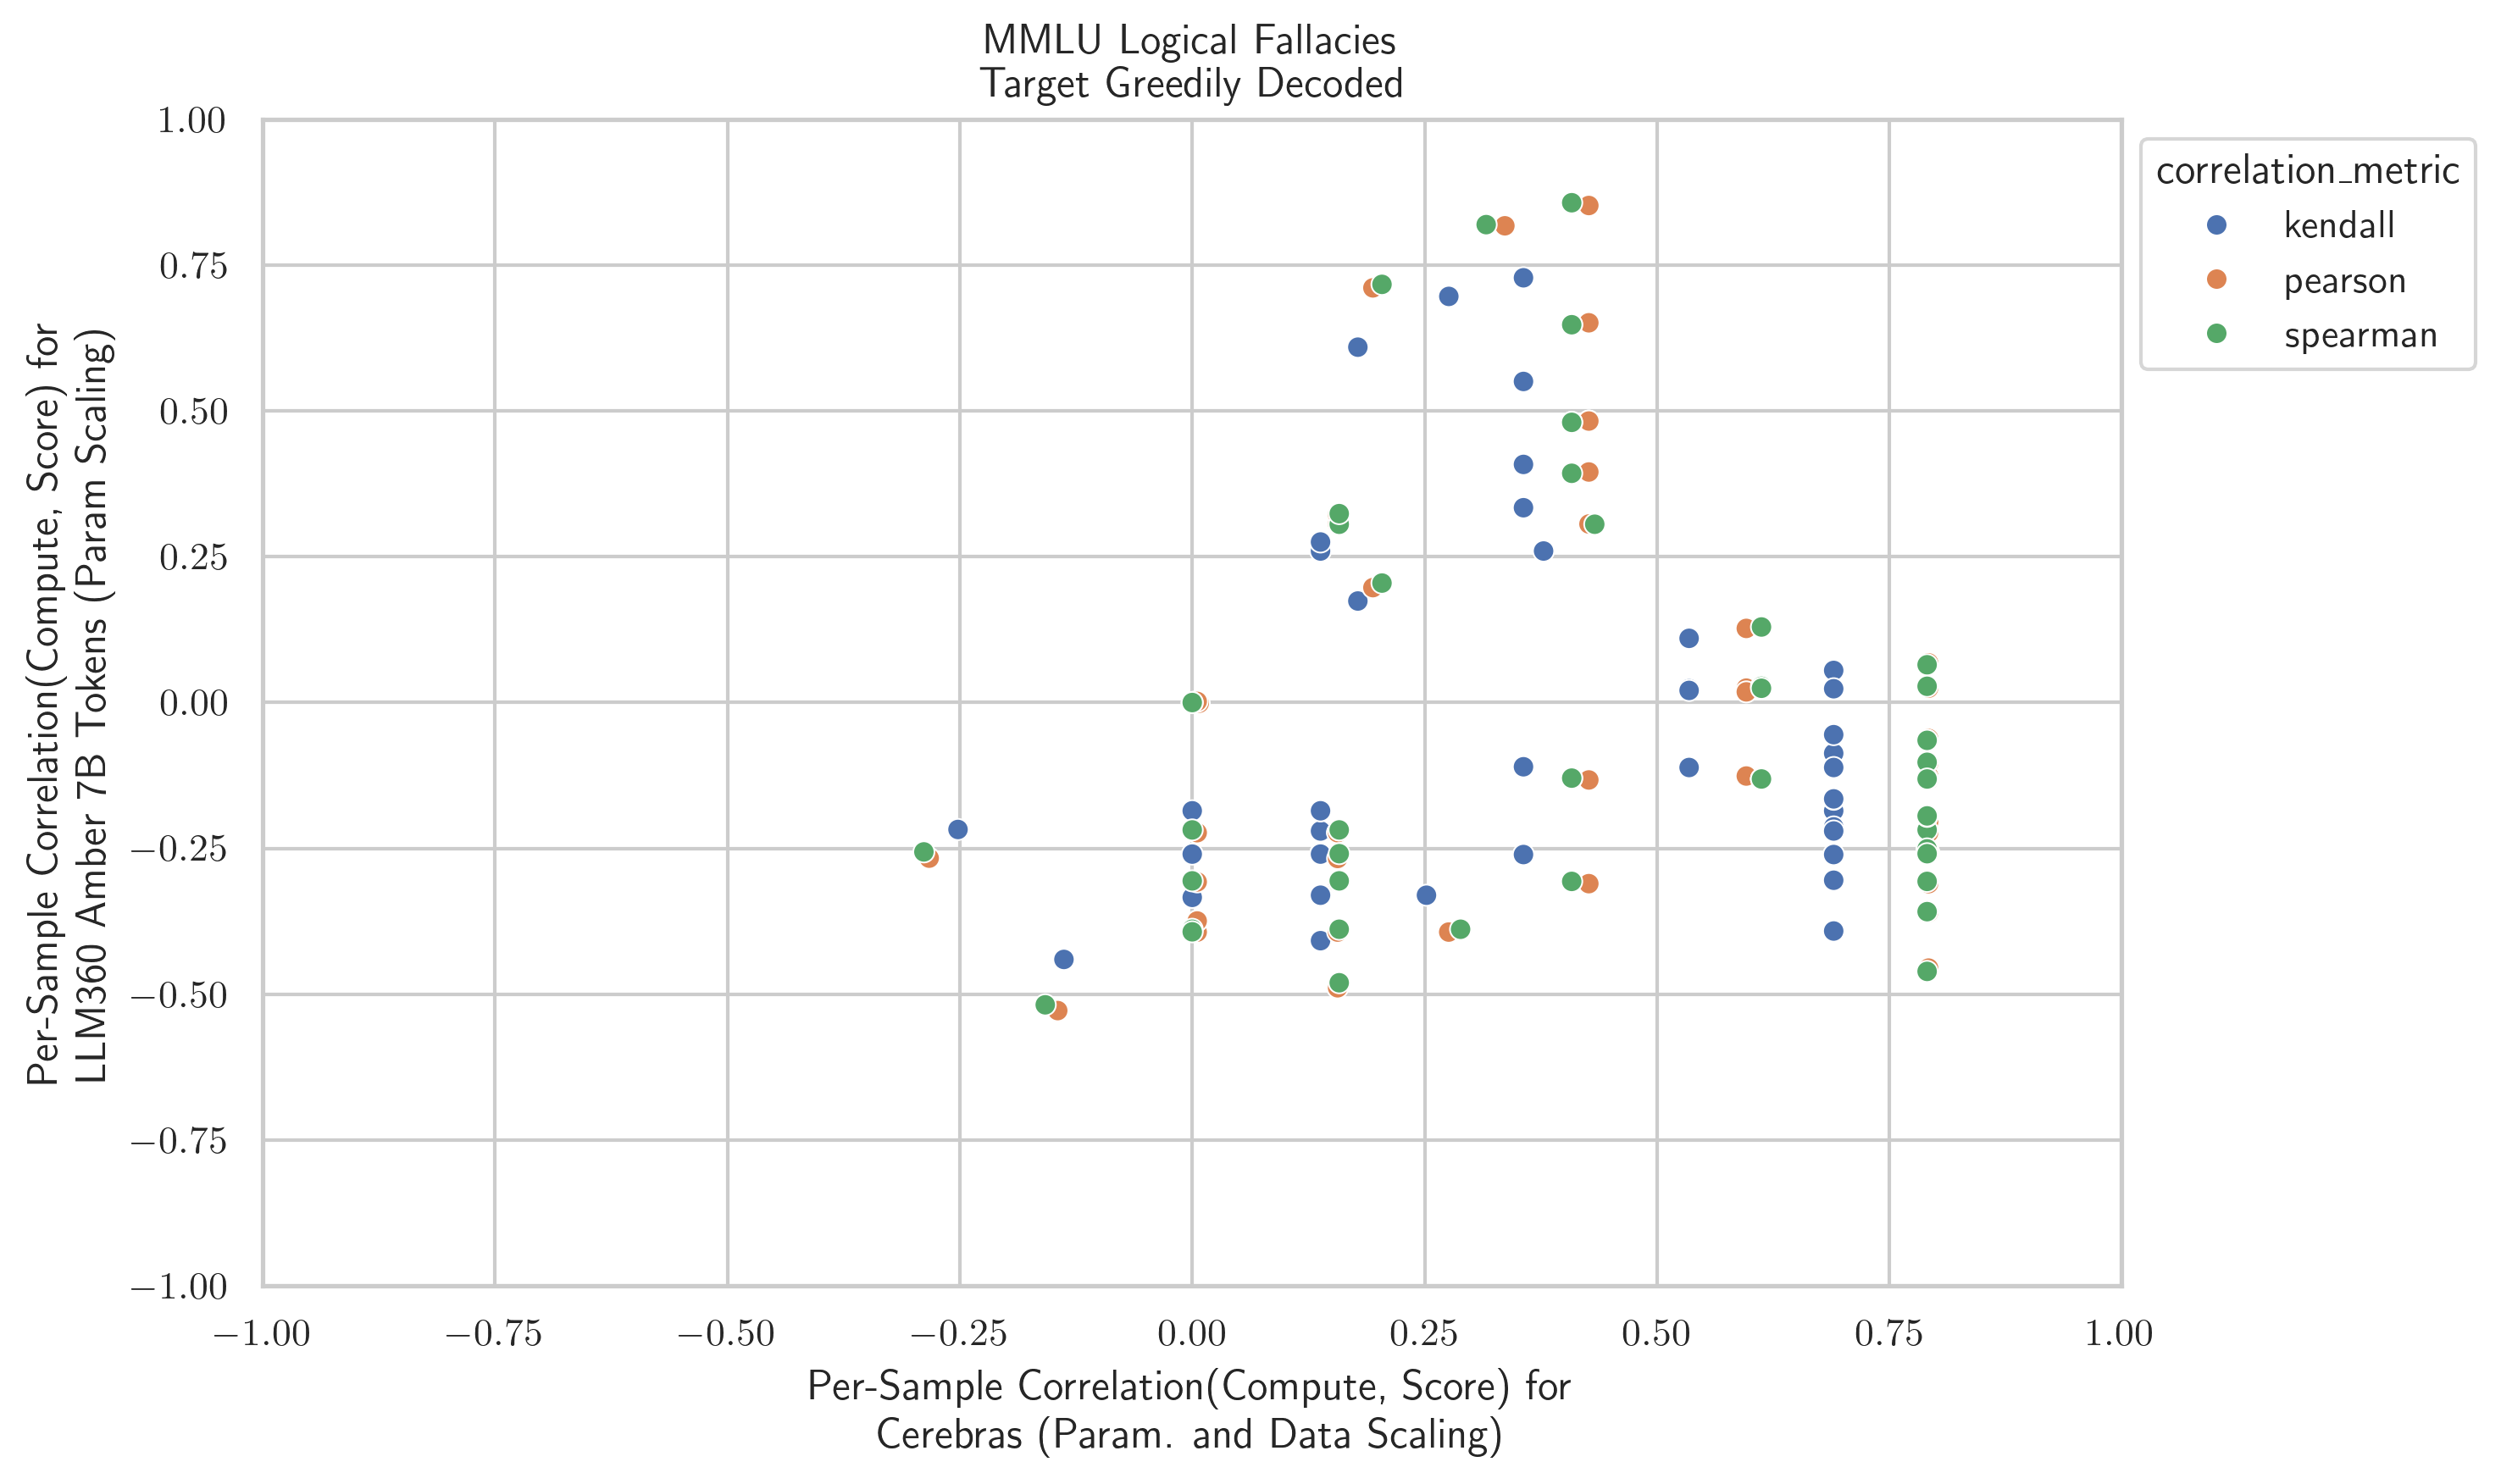 MMLU Logical Fallacies
Target Greedily Decoded
1.00
0.75
0.50
0.25
0.00
−0.25
−0.50
−0.75
−1.00
Per-Sample Correlation(Compute, Score) for
LLM360 Amber 7B Tokens (Param Scaling)
−1.00 −0.75 −0.50 −0.25 0.00 0.25 0.50 0.75 1.00
Per-Sample Correlation(Compute, Score) for
Cerebras (Param. and Data Scaling)
correlation_metric
kendall
pearson
spearman